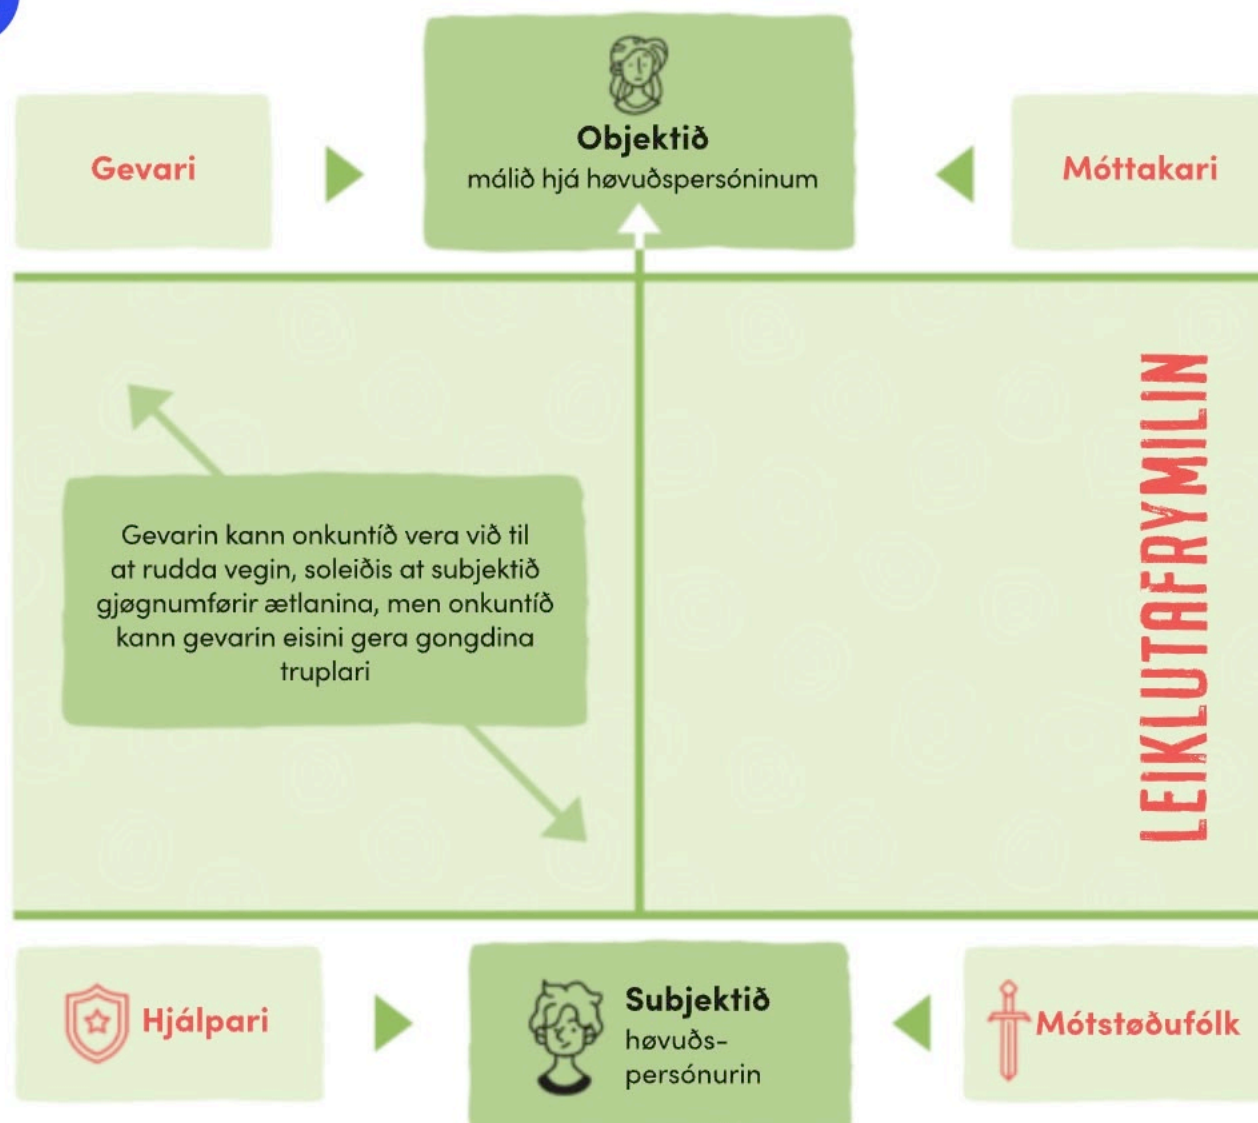 Gevari
Objektið
málið hjá høvuðspersóninum
Móttakari
Gevarin kann onkuntíð vera við til
at rudda vegin, soleiðis at subjektið
gjøgnumførir ætlanina, men onkuntíð
kann gevarin eisini gera gongdina
truplari
LEIKLUTAFRYMILIN
Hjálpari
Subjektið
høvuðs-
persónurin
Mótstøðufólk